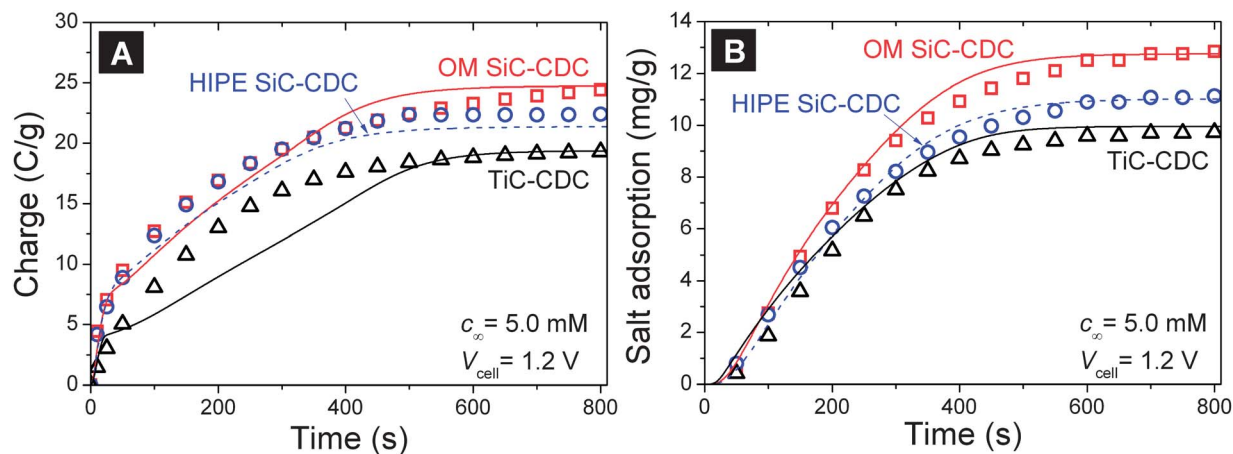 A
Charge (C/g)
30
25
20
15
10
5
0
OM SiC-CDC
HIPE SiC-CDC
TiC-CDC
c∞= 5.0 mM
Vcell= 1.2 V
0 200 400 600 800
Time (s)
B
Salt adsorption (mg/g)
14
12
10
8
6
4
2
0
OM SiC-CDC
HIPE SiC-CDC
TiC-CDC
c∞= 5.0 mM
Vcell= 1.2 V
0 200 400 600 800
Time (s)